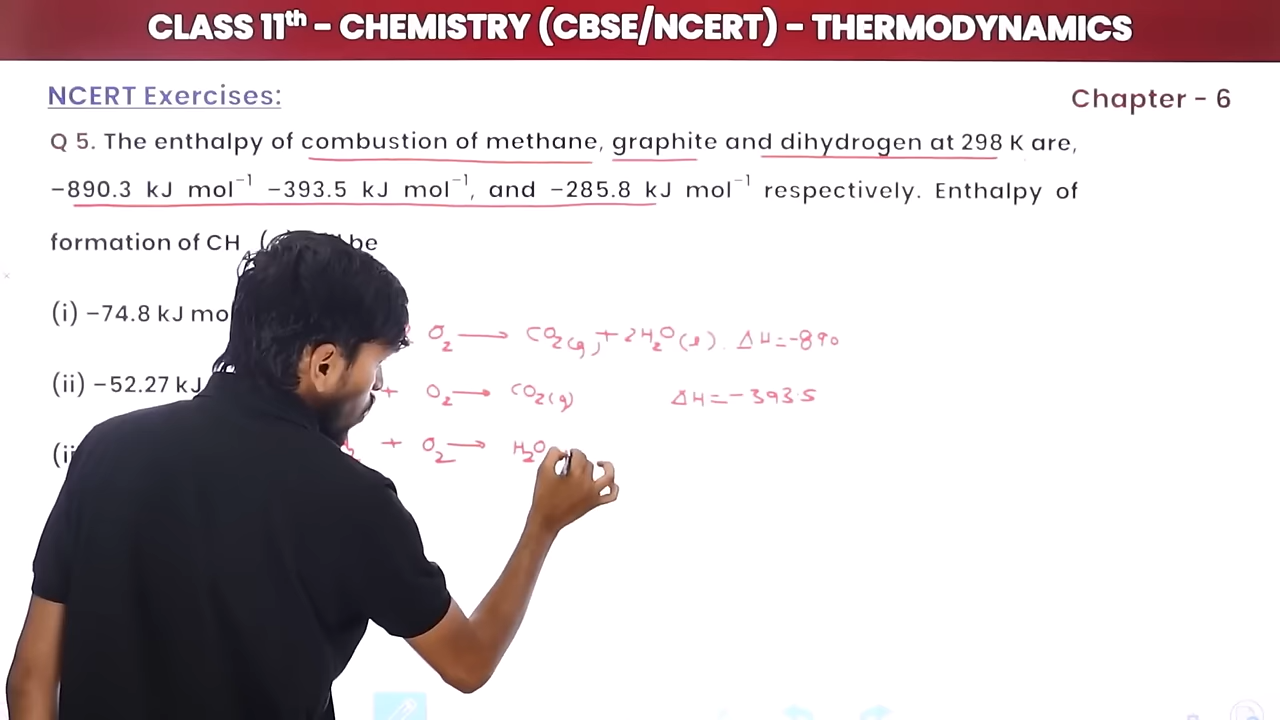 CLASS 11th - CHEMISTRY (CBSE/NCERT) - THERMODYNAMICS
NCERT Exercises:
Chapter - 6
Q 5. The enthalpy of combustion of methane, graphite and dihydrogen at 298 K are,
-890.3 kJ mol⁻¹ -393.5 kJ mol⁻¹, and -285.8 kJ mol⁻¹ respectively. Enthalpy of
formation of CH be
(i) -74.8 kJ mo
O₂ → CO₂(g) + 2H₂O(l). ΔH=-890
(ii) -52.27 kJ
+ O₂ → CO₂(g) ΔH=-393.5
+ O₂ → H₂O